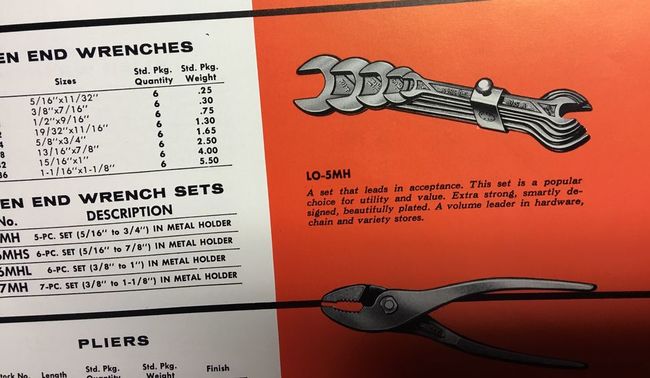 EN END WRENCHES
Sizes Std. Pkg. Quantity Std. Pkg. Weight
5/16"x11/32" 6 .25
3/8"x7/16" 6 .30
1/2"x9/16" 6 .75
19/32"x11/16" 6 1.30
5/8"x3/4" 6 1.65
13/16"x7/8" 6 2.50
15/16"x1" 6 4.00
1-1/16"x1-1/8" 6 5.50
EN END WRENCH SETS
No. DESCRIPTION
MH 5-PC. SET (5/16" to 3/4") IN METAL HOLDER
6MHS 6-PC. SET (5/16" to 7/8") IN METAL HOLDER
6MHL 6-PC. SET (3/8" to 1") IN METAL HOLDER
7MH 7-PC. SET (3/8" to 1-1/8") IN METAL HOLDER
PLIERS
Stock No. Length Std. Pkg. Quantity Std. Pkg. Weight Finish
LO-5MH
A set that leads in acceptance. This set is a popular
choice for utility and value. Extra strong, smartly de-
signed, beautifully plated. A volume leader in hardware,
chain and variety stores.